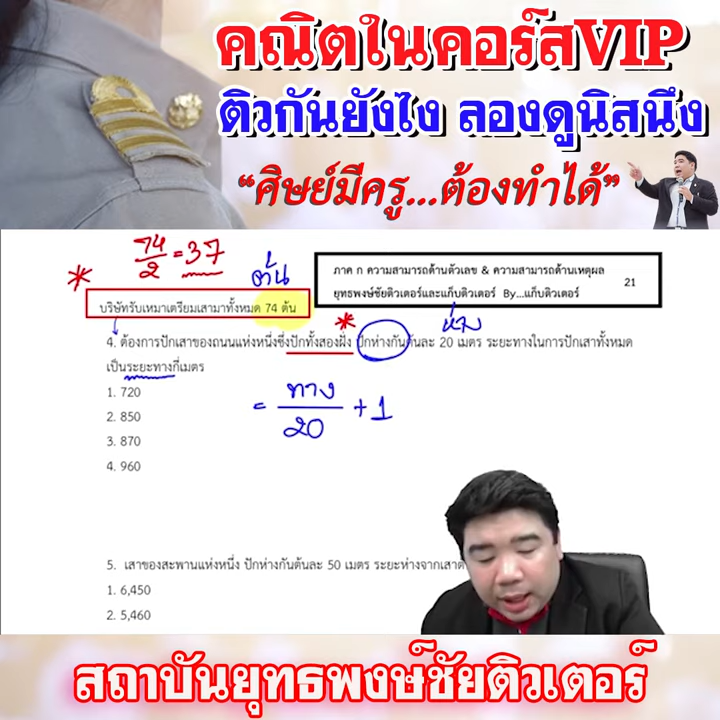 คณิตในคอร์สVIP
ติวกันยังไง ลองดูนิสนึง
“ศิษย์มีครู...ต้องทำได้”
74/2 = 37
ต้น
ภาค ก ความสามารถด้านตัวเลข & ความสามารถด้านเหตุผล
ยุทธพงษ์ชัยติวเตอร์และแก็บติวเตอร์ By...แก็บติวเตอร์
21
* บริษัทรับเหมาเตรียมเสามาทั้งหมด 74 ต้น
* ห่าง
4. ต้องการปักเสาของถนนแห่งหนึ่งซึ่งปักทั้งสองฝั่ง ปักห่างกันต้นละ 20 เมตร ระยะทางในการปักเสาทั้งหมด
เป็นระยะทางกี่เมตร
1. 720
2. 850
3. 870
4. 960
= ทาง/20 + 1
5. เสาของสะพานแห่งหนึ่ง ปักห่างกันต้นละ 50 เมตร ระยะห่างจากเสาต้
1. 6,450
2. 5,460
สถาบันยุทธพงษ์ชัยติวเตอร์